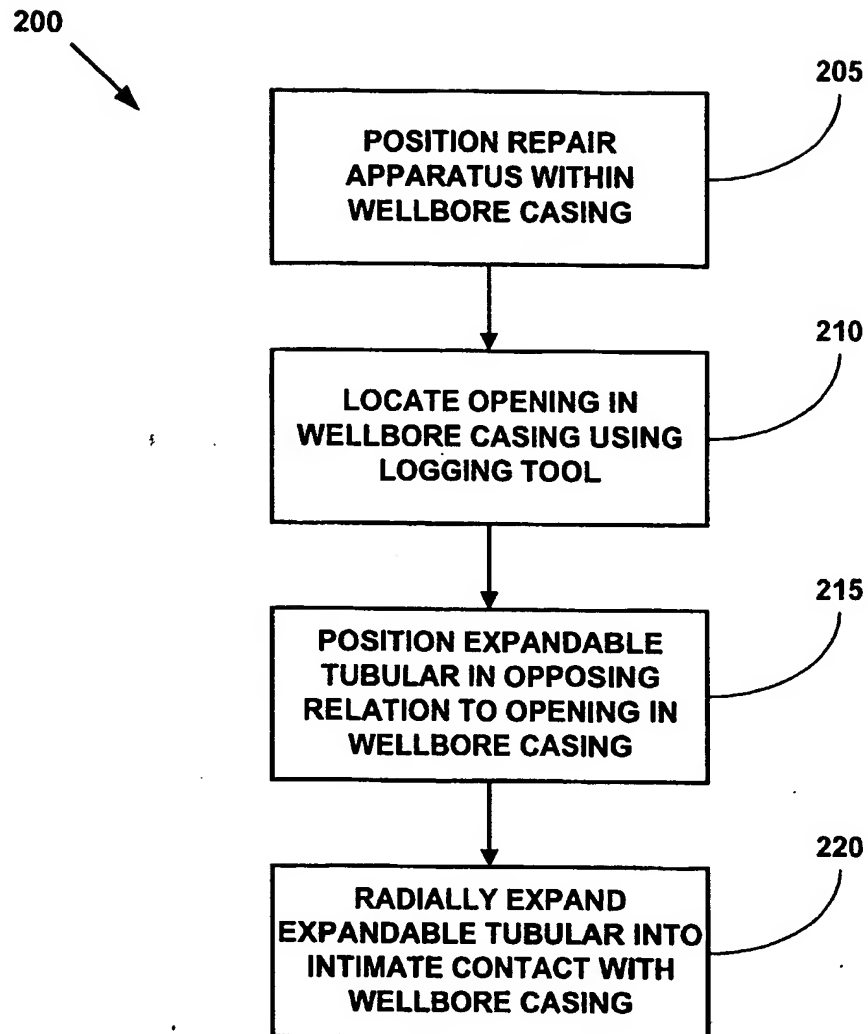 200
205
POSITION REPAIR
APPARATUS WITHIN
WELLBORE CASING
210
LOCATE OPENING IN
WELLBORE CASING USING
LOGGING TOOL
215
POSITION EXPANDABLE
TUBULAR IN OPPOSING
RELATION TO OPENING IN
WELLBORE CASING
220
RADIALLY EXPAND
EXPANDABLE TUBULAR INTO
INTIMATE CONTACT WITH
WELLBORE CASING